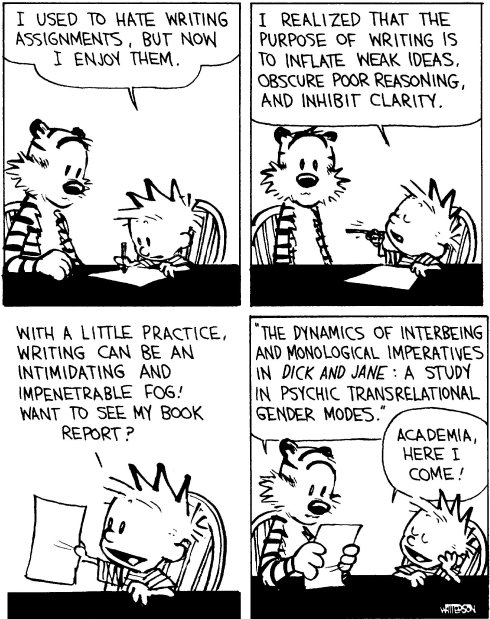 I USED TO HATE WRITING
ASSIGNMENTS, BUT NOW
I ENJOY THEM.
I REALIZED THAT THE
PURPOSE OF WRITING IS
TO INFLATE WEAK IDEAS,
OBSCURE POOR REASONING,
AND INHIBIT CLARITY.
WITH A LITTLE PRACTICE,
WRITING CAN BE AN
INTIMIDATING AND
IMPENETRABLE FOG!
WANT TO SEE MY BOOK
REPORT?
"THE DYNAMICS OF INTERBEING
AND MONOLOGICAL IMPERATIVES
IN DICK AND JANE: A STUDY
IN PSYCHIC TRANSRELATIONAL
GENDER MODES."
ACADEMIA,
HERE I
COME!
WATTERSON